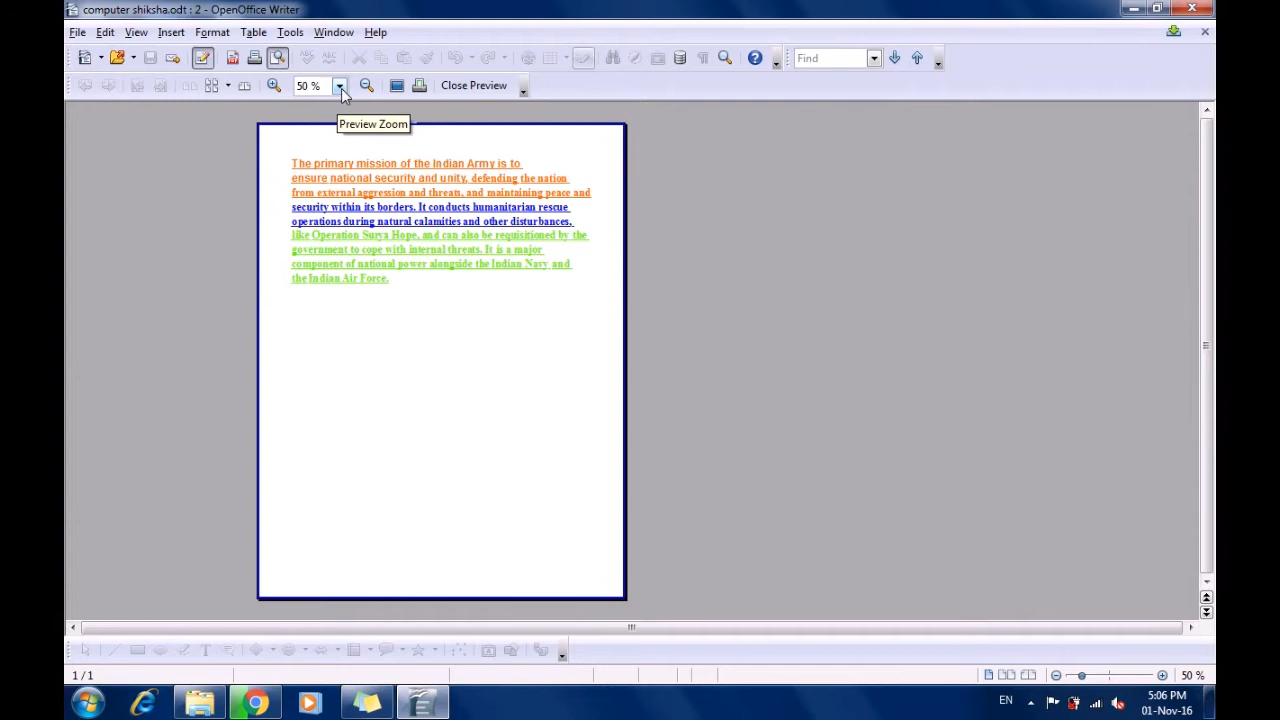 computer shiksha.odt : 2 - OpenOffice Writer
File Edit View Insert Format Table Tools Window Help
Find
50 % Close Preview
Preview Zoom
The primary mission of the Indian Army is to
ensure national security and unity, defending the nation
from external aggression and threats, and maintaining peace and
security within its borders. It conducts humanitarian rescue
operations during natural calamities and other disturbances,
like Operation Surya Hope, and can also be requisitioned by the
government to cope with internal threats. It is a major
component of national power alongside the Indian Navy and
the Indian Air Force.
1 / 1 50 %
EN 5:06 PM
01-Nov-16